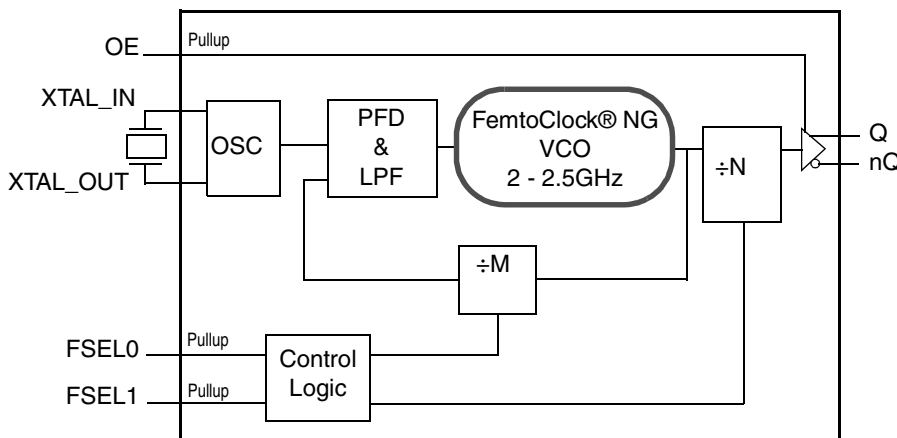 OE
Pullup
XTAL_IN
XTAL_OUT
OSC
PFD
&
LPF
FemtoClock® NG
VCO
2 - 2.5GHz
÷N
Q
nQ
÷M
FSEL0
Pullup
FSEL1
Pullup
Control
Logic